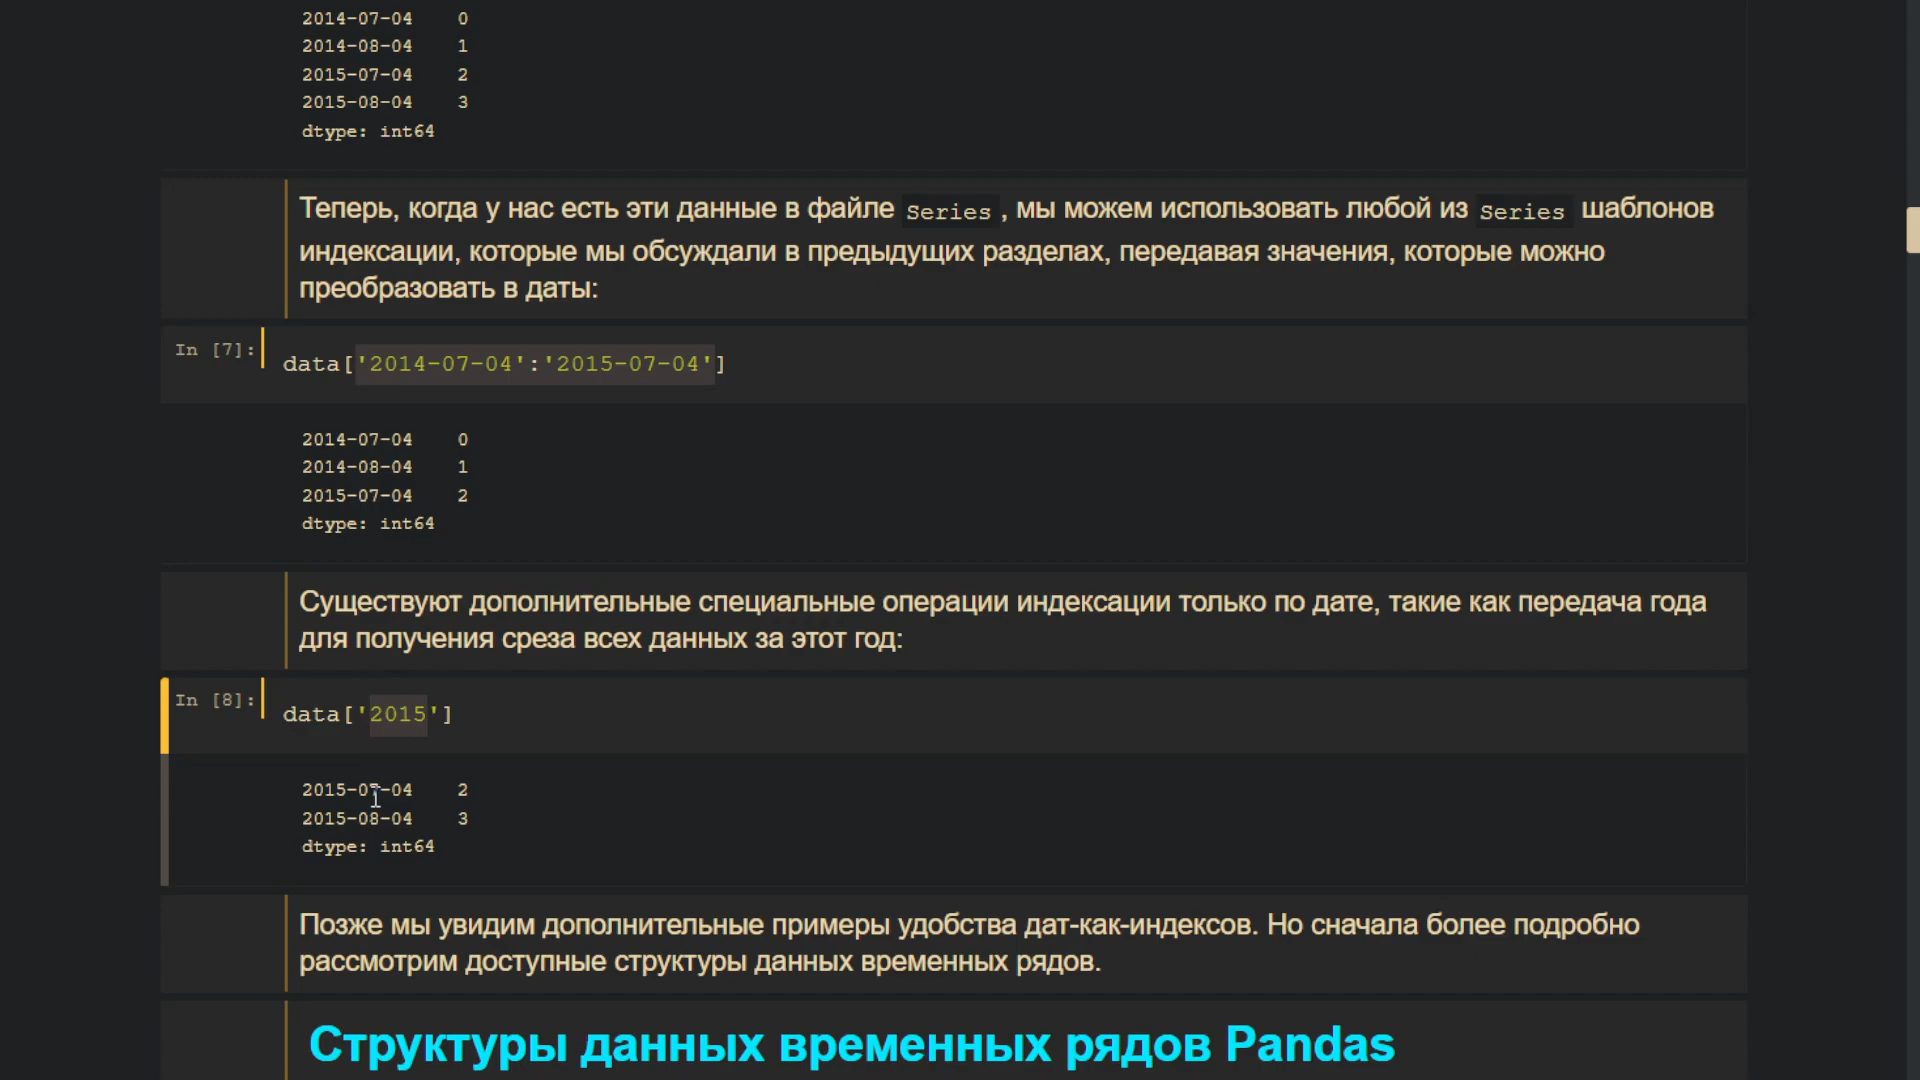 2014-07-04    0
2014-08-04    1
2015-07-04    2
2015-08-04    3
dtype: int64
Теперь, когда у нас есть эти данные в файле Series , мы можем использовать любой из Series шаблонов
индексации, которые мы обсуждали в предыдущих разделах, передавая значения, которые можно
преобразовать в даты:
In [7]: data['2014-07-04':'2015-07-04']
2014-07-04    0
2014-08-04    1
2015-07-04    2
dtype: int64
Существуют дополнительные специальные операции индексации только по дате, такие как передача года
для получения среза всех данных за этот год:
In [8]: data['2015']
2015-07-04    2
2015-08-04    3
dtype: int64
Позже мы увидим дополнительные примеры удобства дат-как-индексов. Но сначала более подробно
рассмотрим доступные структуры данных временных рядов.
Структуры данных временных рядов Pandas